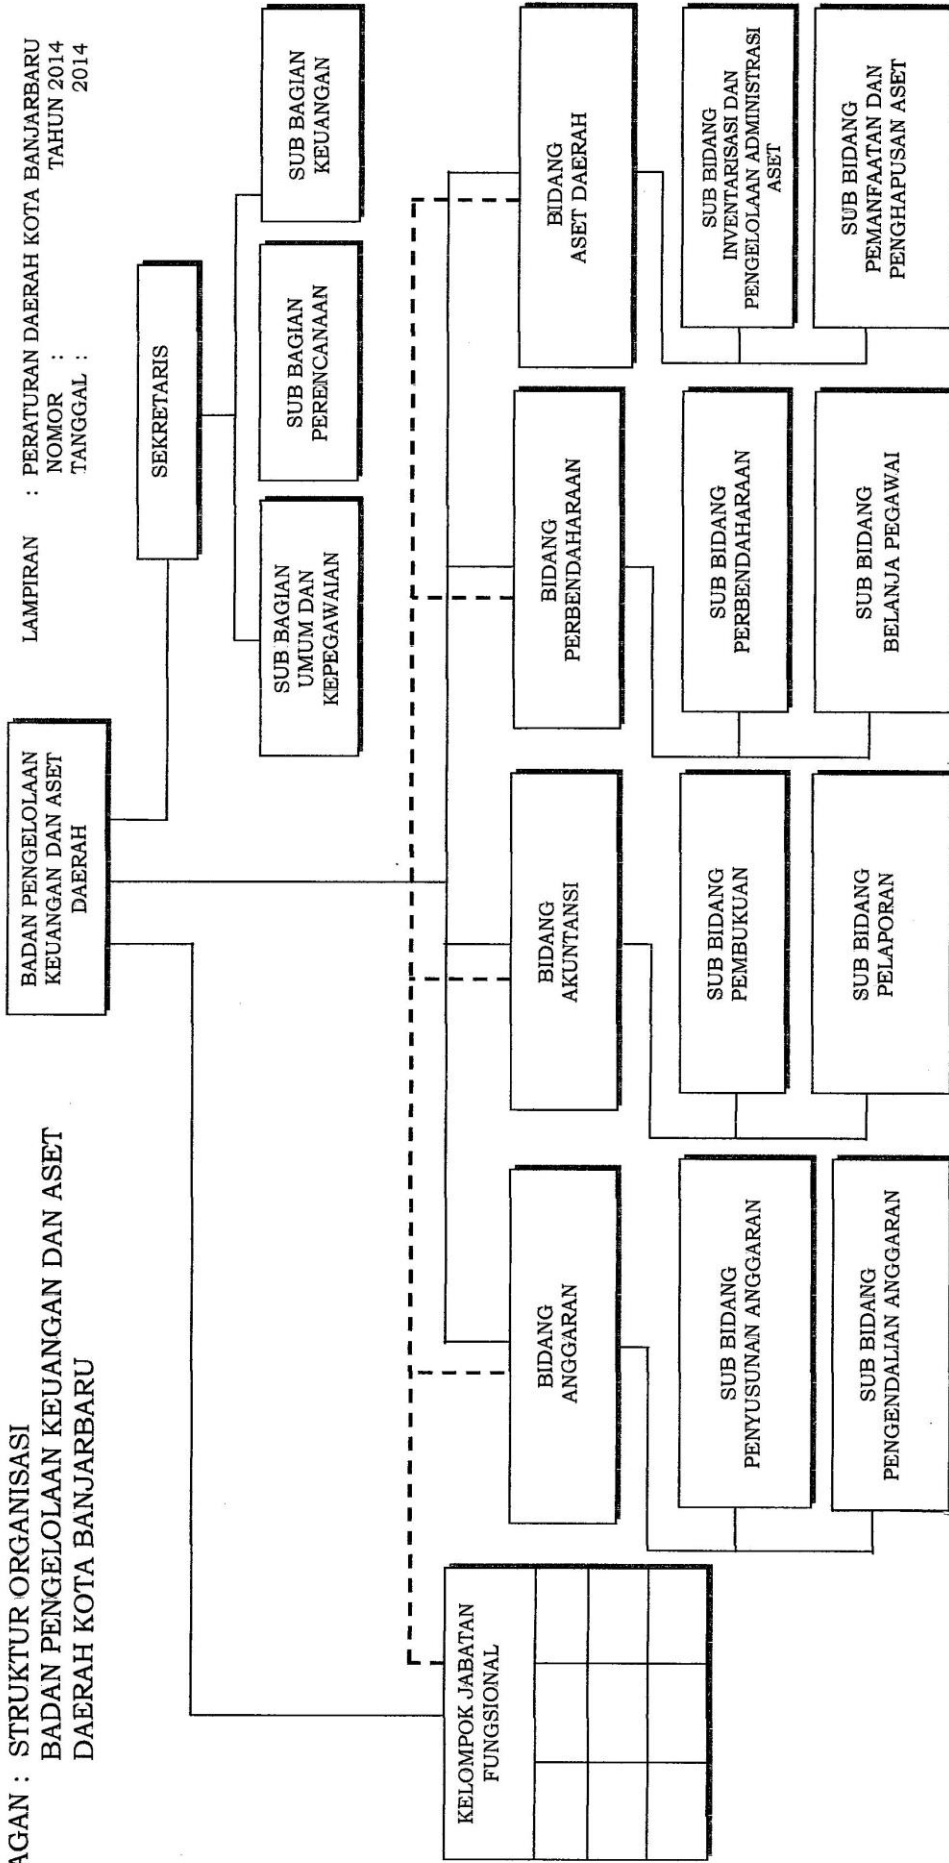 AGAN : STRUKTUR ORGANISASI
BADAN PENGELOLAAN KEUANGAN DAN ASET
DAERAH KOTA BANJARBARU
LAMPIRAN : PERATURAN DAERAH KOTA BANJARBARU
NOMOR : TAHUN 2014
TANGGAL : 2014
BADAN PENGELOLAAN
KEUANGAN DAN ASET
DAERAH
SEKRETARIS
SUB BAGIAN
UMUM DAN
KEPEGAWAIAN
SUB BAGIAN
PERENCANAAN
SUB BAGIAN
KEUANGAN
KELOMPOK JABATAN
FUNGSIONAL
BIDANG
ANGGARAN
BIDANG
AKUNTANSI
BIDANG
PERBENDAHARAAN
BIDANG
ASET DAERAH
SUB BIDANG
PENYUSUNAN ANGGARAN
SUB BIDANG
PEMBUKUAN
SUB BIDANG
PERBENDAHARAAN
SUB BIDANG
INVENTARISASI DAN
PENGELOLAAN ADMINISTRASI
ASET
SUB BIDANG
PENGENDALIAN ANGGARAN
SUB BIDANG
PELAPORAN
SUB BIDANG
BELANJA PEGAWAI
SUB BIDANG
PEMANFAATAN DAN
PENGHAPUSAN ASET